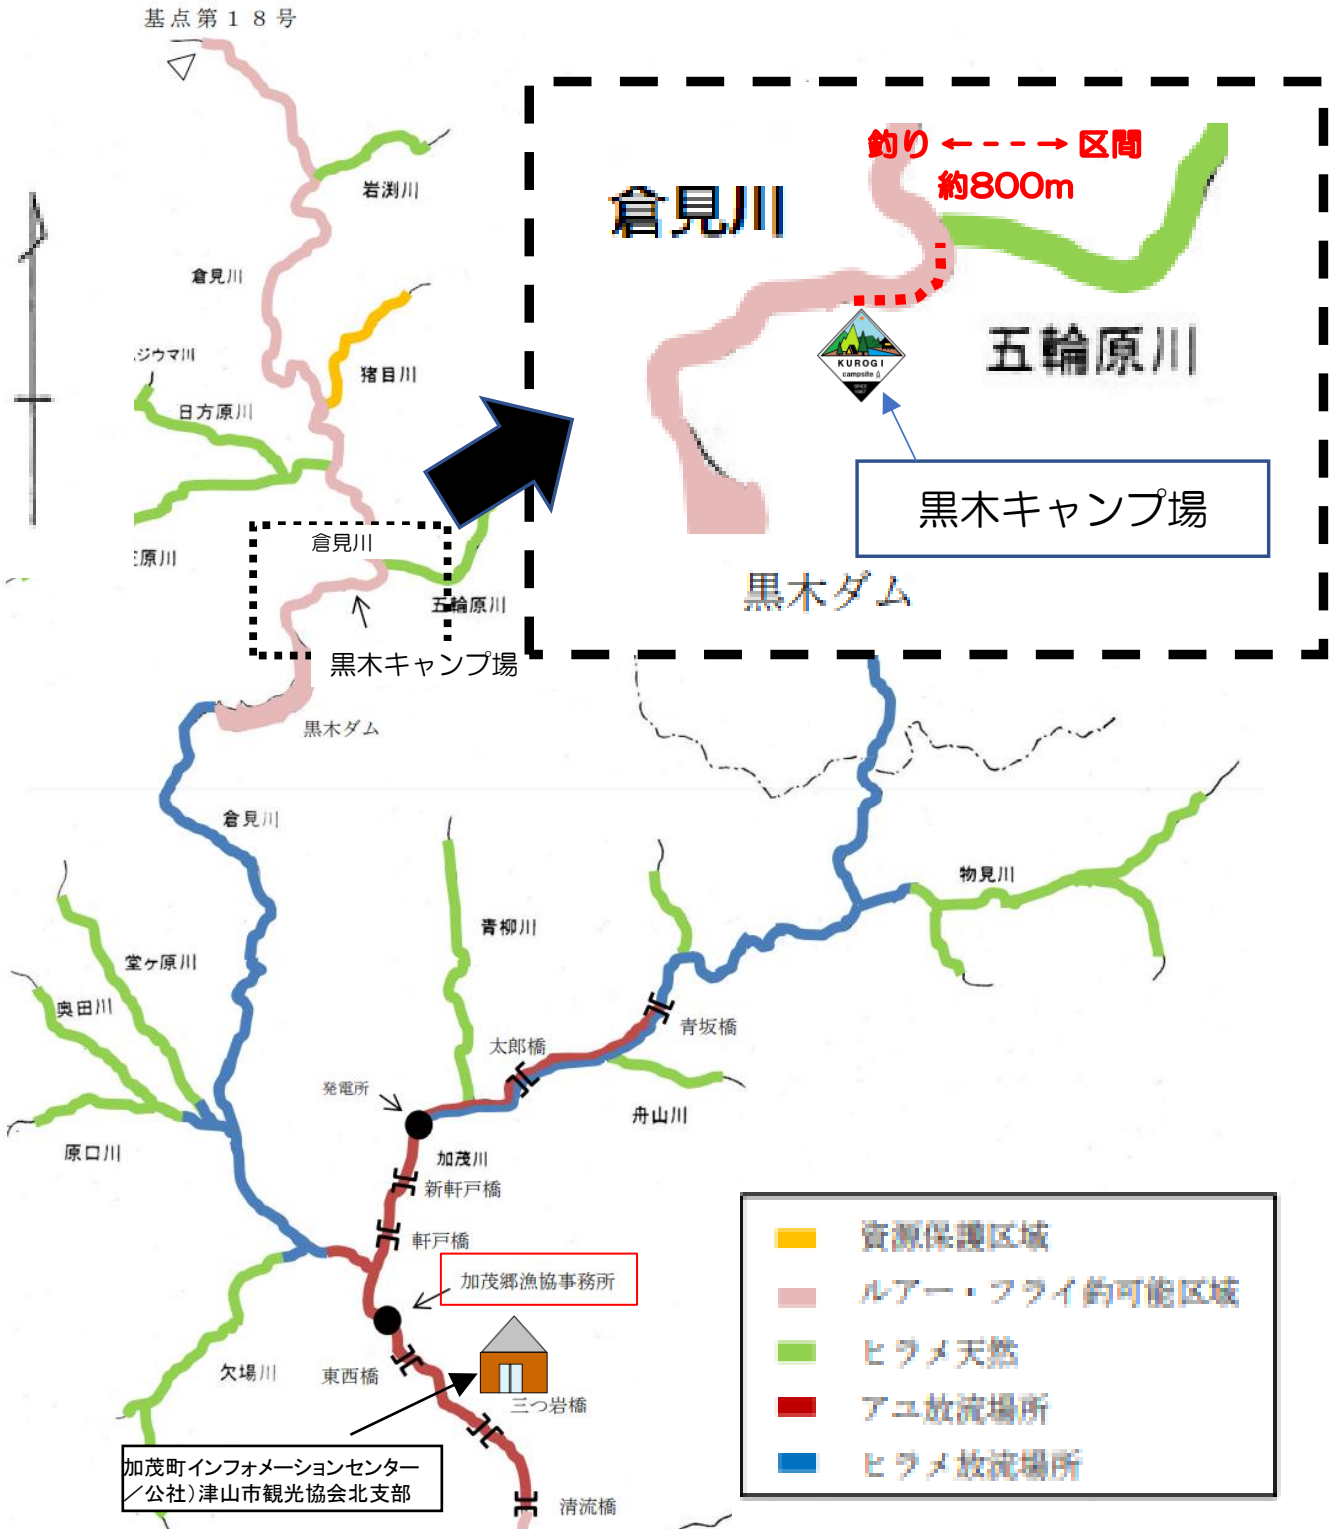 基点第１８号
岩渕川
倉見川
猪目川
ジウマ川
日方原川
原川
倉見川
五輪原川
黒木キャンプ場
黒木ダム
釣り 区間
約800m
倉見川
五輪原川
KUROGI
campsite
SINCE
黒木キャンプ場
黒木ダム
倉見川
物見川
青柳川
堂ヶ原川
奥田川
原口川
青坂橋
太郎橋
発電所
舟山川
加茂川
新軒戸橋
軒戸橋
加茂郷漁協事務所
欠場川
東西橋
三つ岩橋
加茂町インフォメーションセンター
／公社）津山市観光協会北支部
清流橋
資源保護区域
ルアー・フライ釣可能区域
ヒラメ天然
アユ放流場所
ヒラメ放流場所